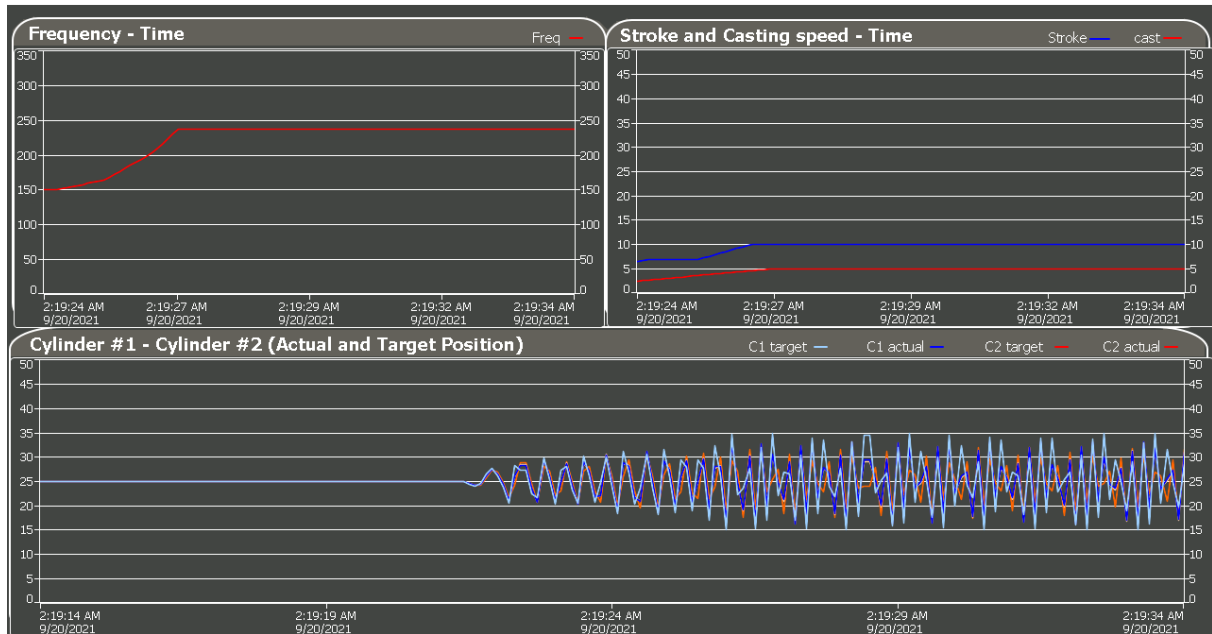 Frequency - Time
Freq
350 350
300 300
250 250
200 200
150 150
100 100
50 50
0 0
2:19:24 AM 2:19:27 AM 2:19:29 AM 2:19:32 AM 2:19:34 AM
9/20/2021 9/20/2021 9/20/2021 9/20/2021 9/20/2021
Stroke and Casting speed - Time
Stroke cast
50 50
45 45
40 40
35 35
30 30
25 25
20 20
15 15
10 10
5 5
0 0
2:19:24 AM 2:19:27 AM 2:19:29 AM 2:19:32 AM 2:19:34 AM
9/20/2021 9/20/2021 9/20/2021 9/20/2021 9/20/2021
Cylinder #1 - Cylinder #2 (Actual and Target Position)
C1 target C1 actual C2 target C2 actual
50 50
45 45
40 40
35 35
30 30
25 25
20 20
15 15
10 10
5 5
0 0
2:19:14 AM 2:19:19 AM 2:19:24 AM 2:19:29 AM 2:19:34 AM
9/20/2021 9/20/2021 9/20/2021 9/20/2021 9/20/2021